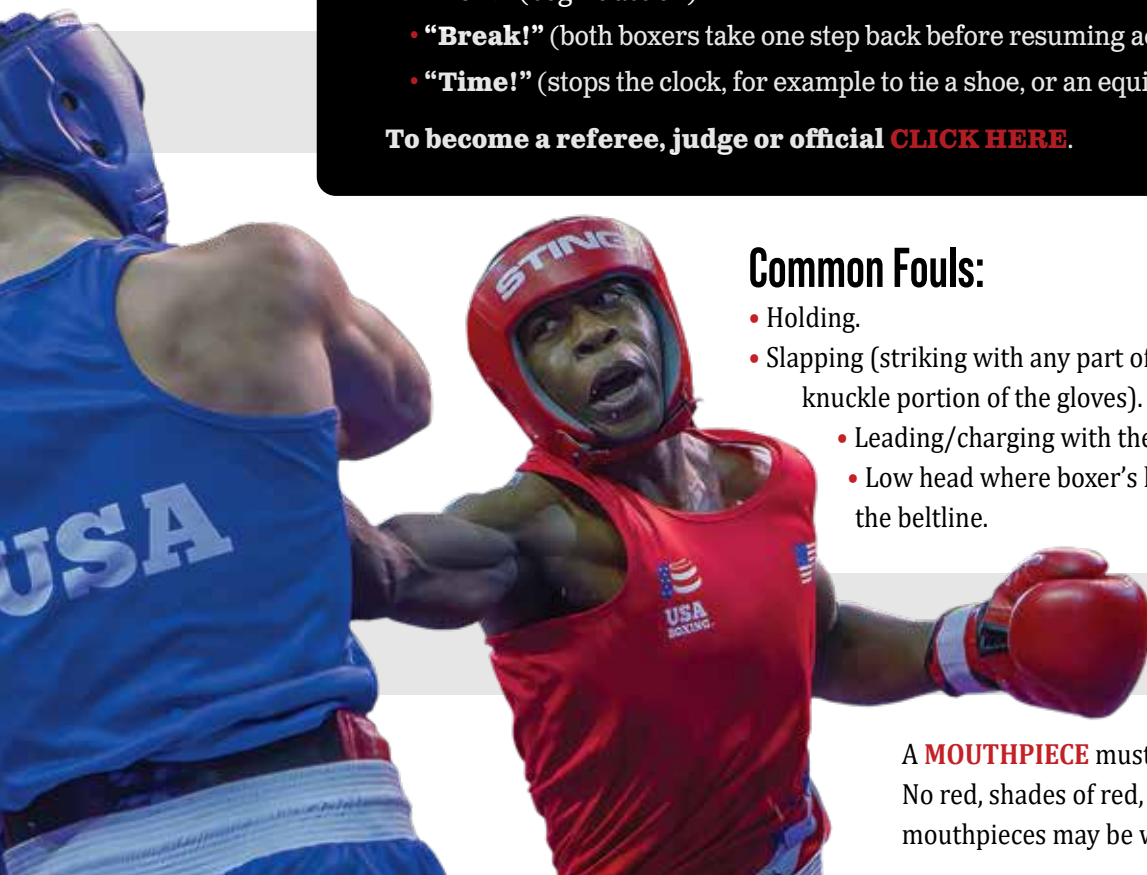 • “Break!” (both boxers take one step back before resuming
• “Time!” (stops the clock, for example to tie a shoe, or an
To become a referee, judge or official CLICK HERE.
STING
Common Fouls:
• Holding.
• Slapping (striking with any part of
knuckle portion of the gloves).
• Leading/charging with the
• Low head where boxer’s
the beltline.
USA
USA
BOXING
A MOUTHPIECE must
No red, shades of red,
mouthpieces may be